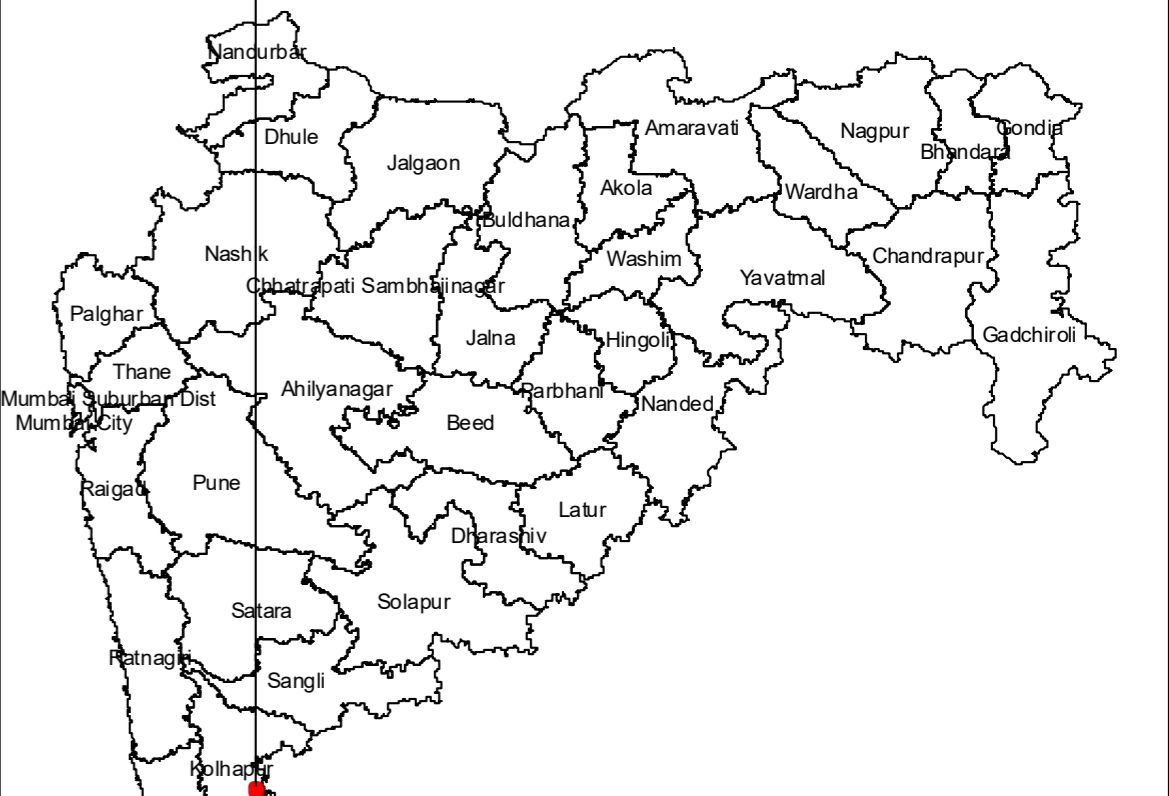 Nandurbar
Dhule
Jalgaon
Amaravati
Nagpur
Gondia
Bhandara
Akola
Wardha
Buldhana
Nashik
Washim
Chandrapur
Chhatrapati Sambhajinagar
Yavatmal
Palghar
Jalna
Hingoli
Gadchiroli
Thane
Ahilyanagar
Parbhani
Mumbai Suburban Dist
Nanded
Mumbai City
Beed
Raigad
Pune
Latur
Dharashiv
Satara
Solapur
Ratnagiri
Sangli
Kolhapur